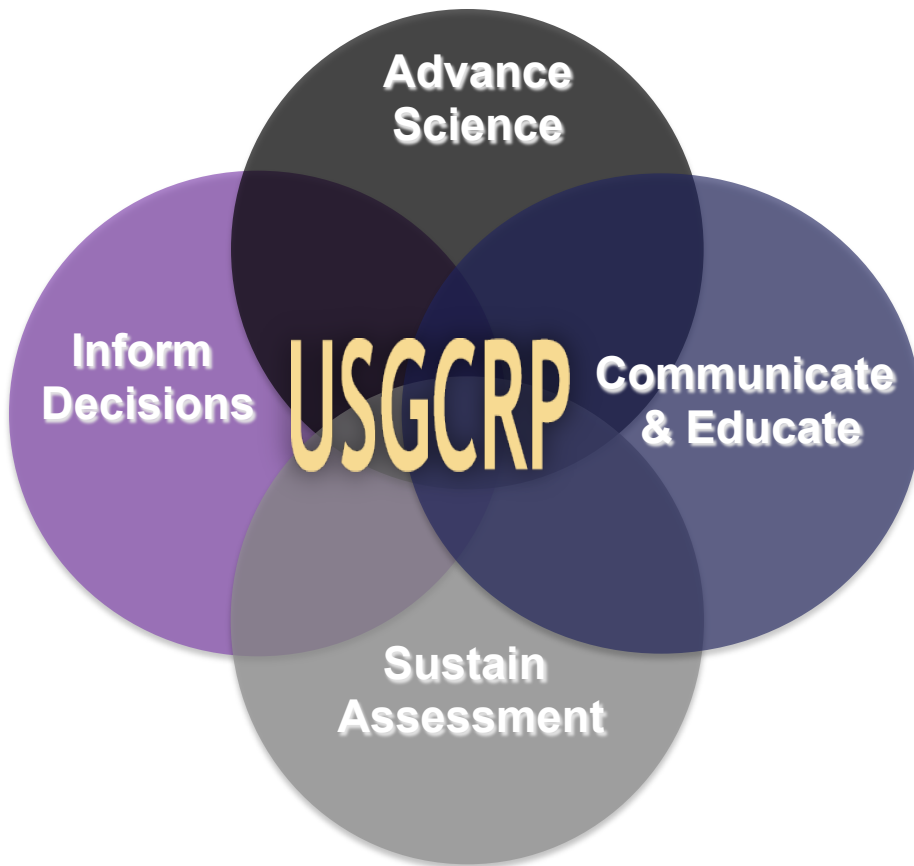 Advance
Science
Inform
Decisions
USGCRP
Communicate
& Educate
Sustain
Assessment